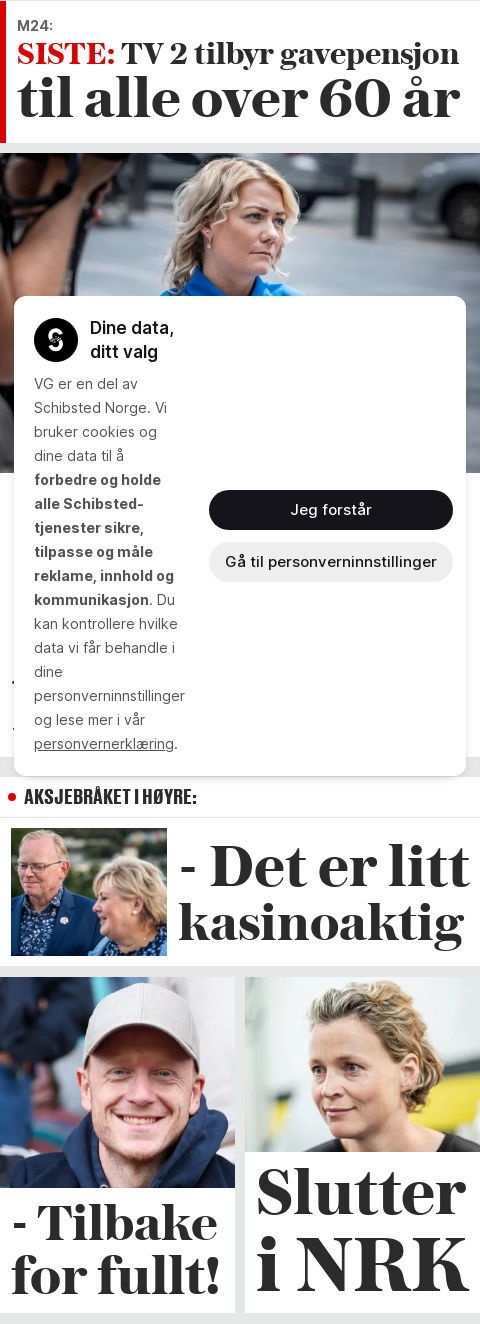 M24:
SISTE: TV 2 tilbyr gavepensjon
til alle over 60 år
Dine data,
ditt valg
VG er en del av
Schibsted Norge. Vi
bruker cookies og
dine data til å
forbedre og holde
alle Schibsted-
tjenester sikre,
tilpasse og måle
reklame, innhold og
kommunikasjon. Du
kan kontrollere hvilke
data vi får behandle i
dine
personverninnstillinger
og lese mer i vår
personvernerklæring.
Jeg forstår
Gå til personverninnstillinger
AKSJEBRÅKET I HØYRE:
- Det er litt
kasinoaktig
- Tilbake
for fullt!
Slutter
i NRK